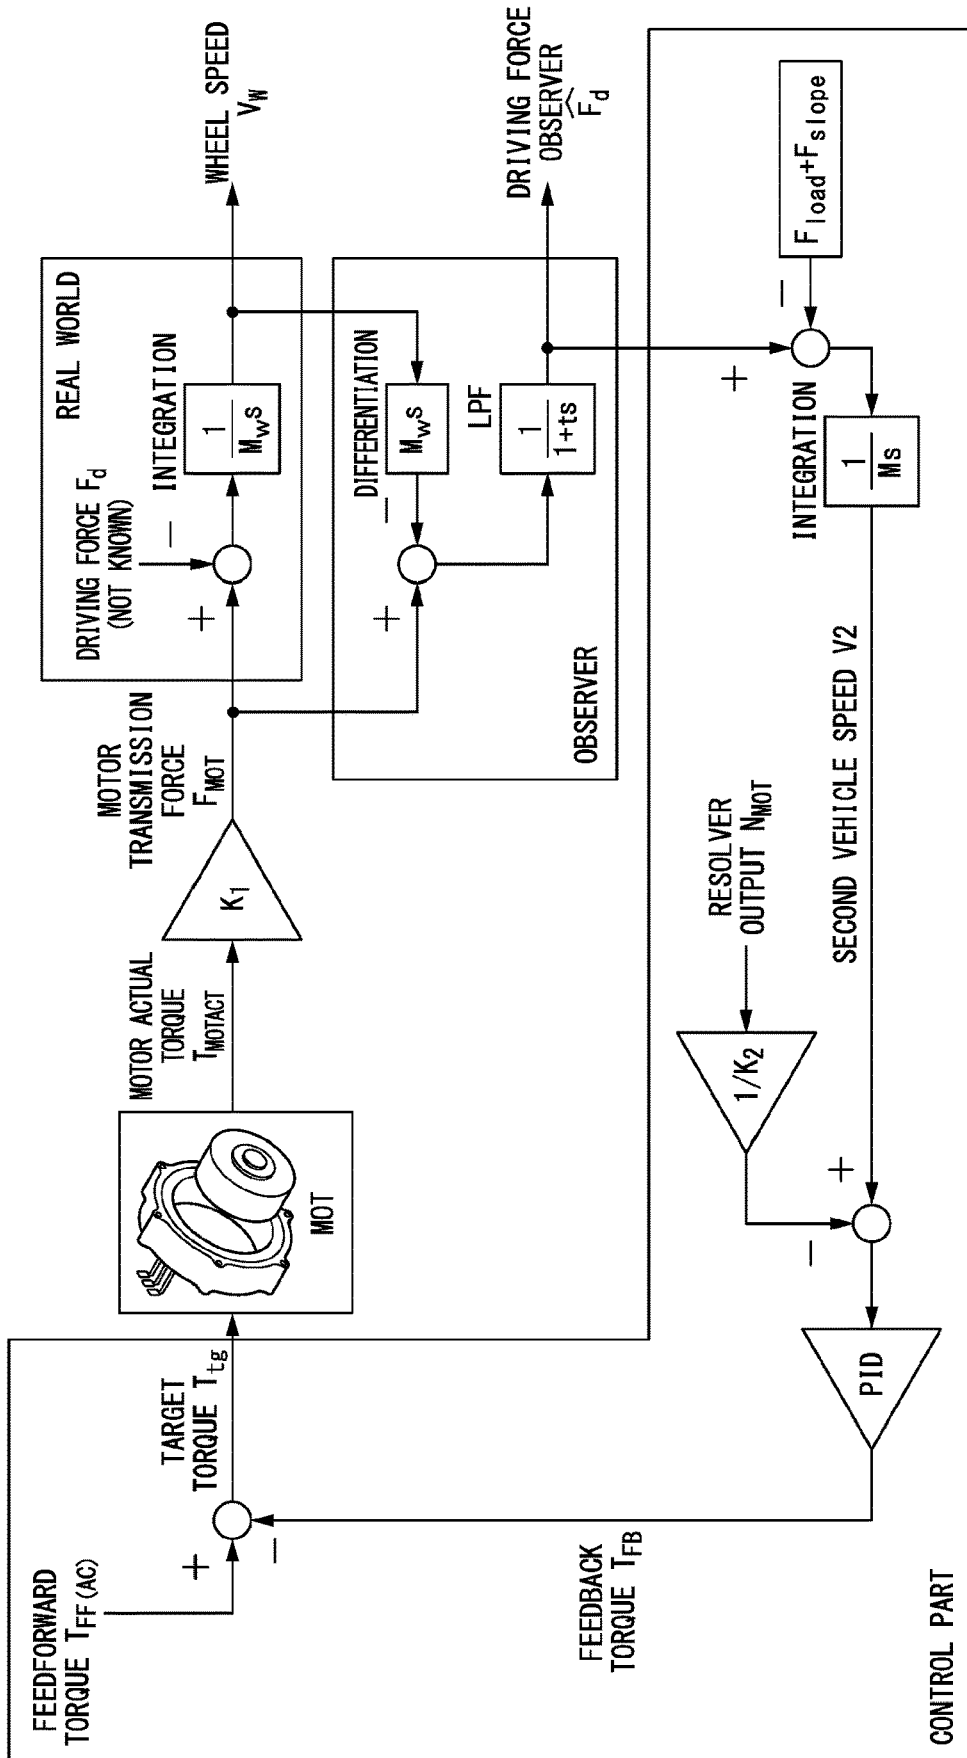 FEEDFORWARD
TORQUE T_FF(AC)
TARGET
TORQUE T_tg
MOT
MOTOR ACTUAL
TORQUE
T_MOTACT
K_1
MOTOR
TRANSMISSION
FORCE
F_MOT
REAL WORLD
DRIVING FORCE F_d
(NOT KNOWN)
INTEGRATION
1
M_W s
+
−
WHEEL SPEED
V_W
OBSERVER
DIFFERENTIATION
M_W s
+
−
LPF
1
1+ts
DRIVING FORCE
OBSERVER
F̂_d
+
−
F_load+F_slope
INTEGRATION
1
Ms
SECOND VEHICLE SPEED V2
RESOLVER
OUTPUT N_MOT
1/K_2
+
−
PID
FEEDBACK
TORQUE T_FB
+
−
CONTROL PART